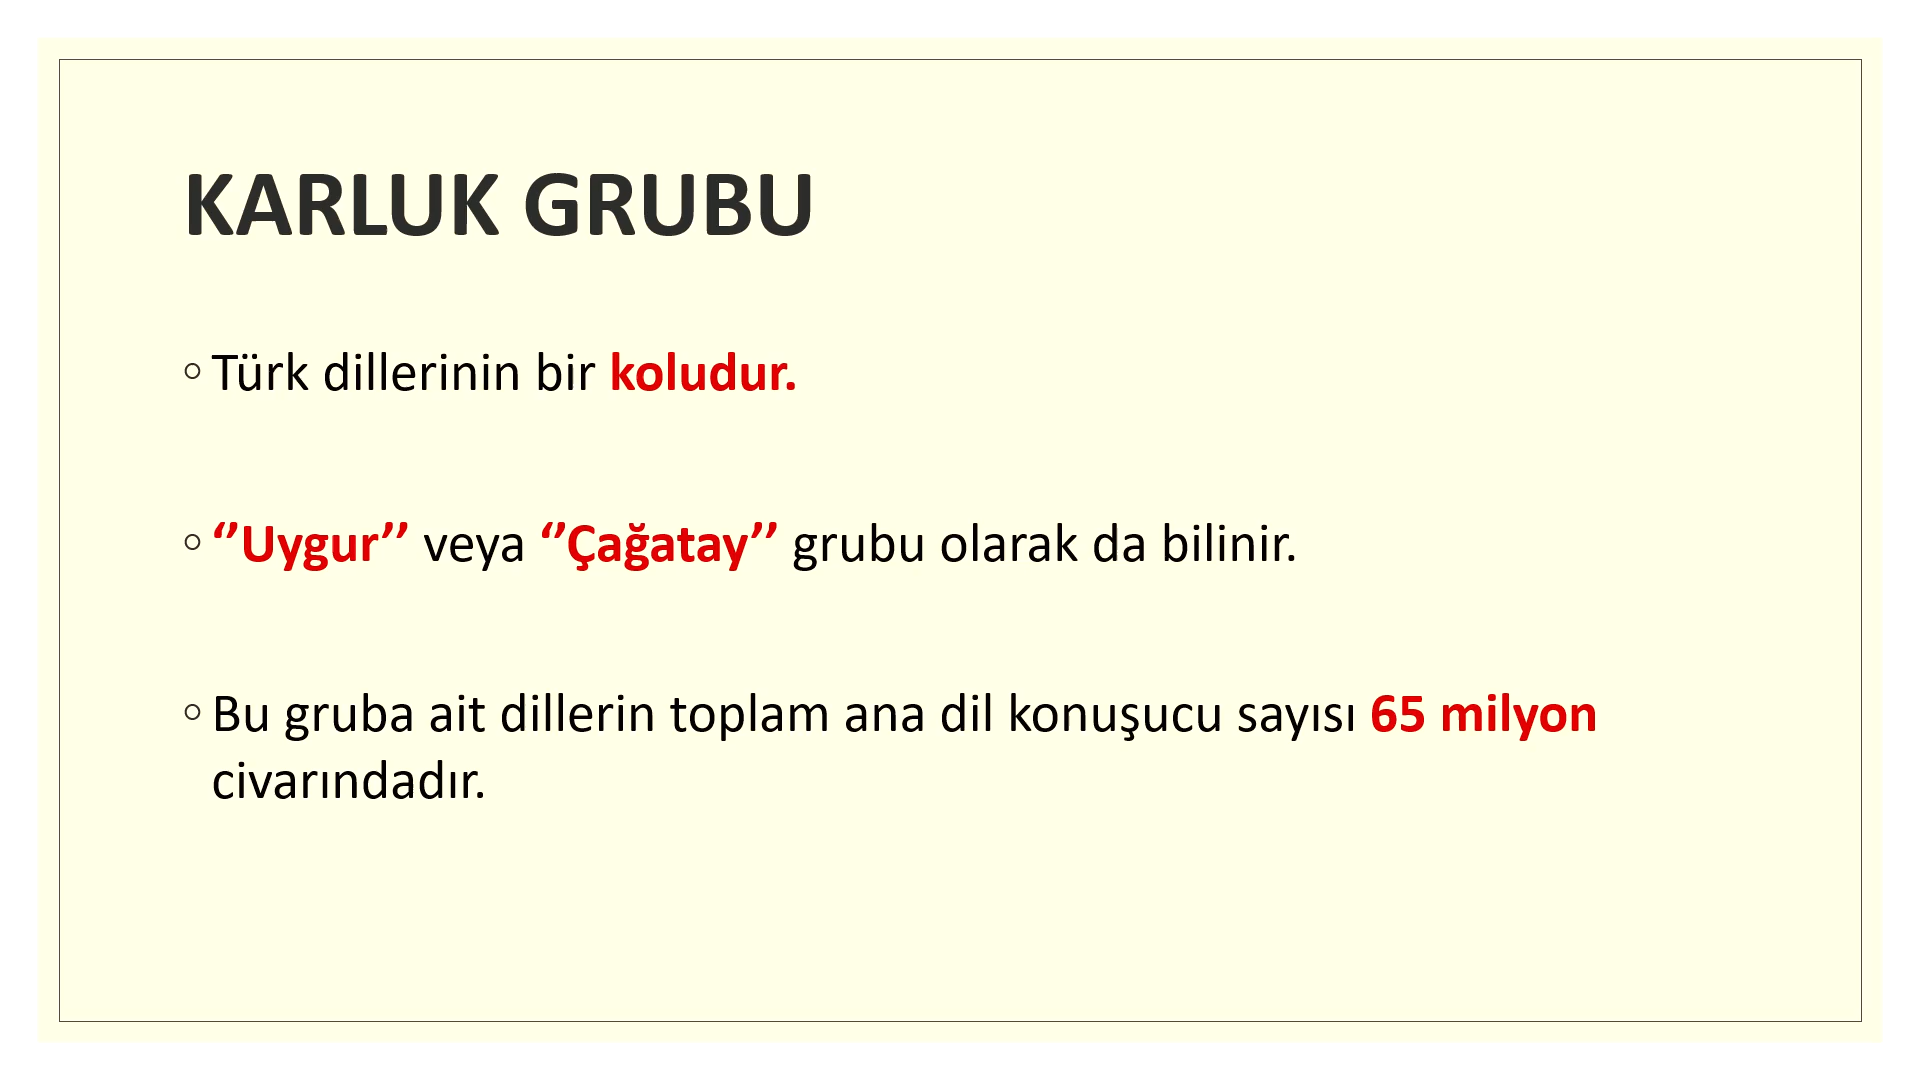 KARLUK GRUBU
◦ Türk dillerinin bir koludur.
◦ ‘’Uygur’’ veya ‘’Çağatay’’ grubu olarak da bilinir.
◦ Bu gruba ait dillerin toplam ana dil konuşucu sayısı 65 milyon
civarındadır.